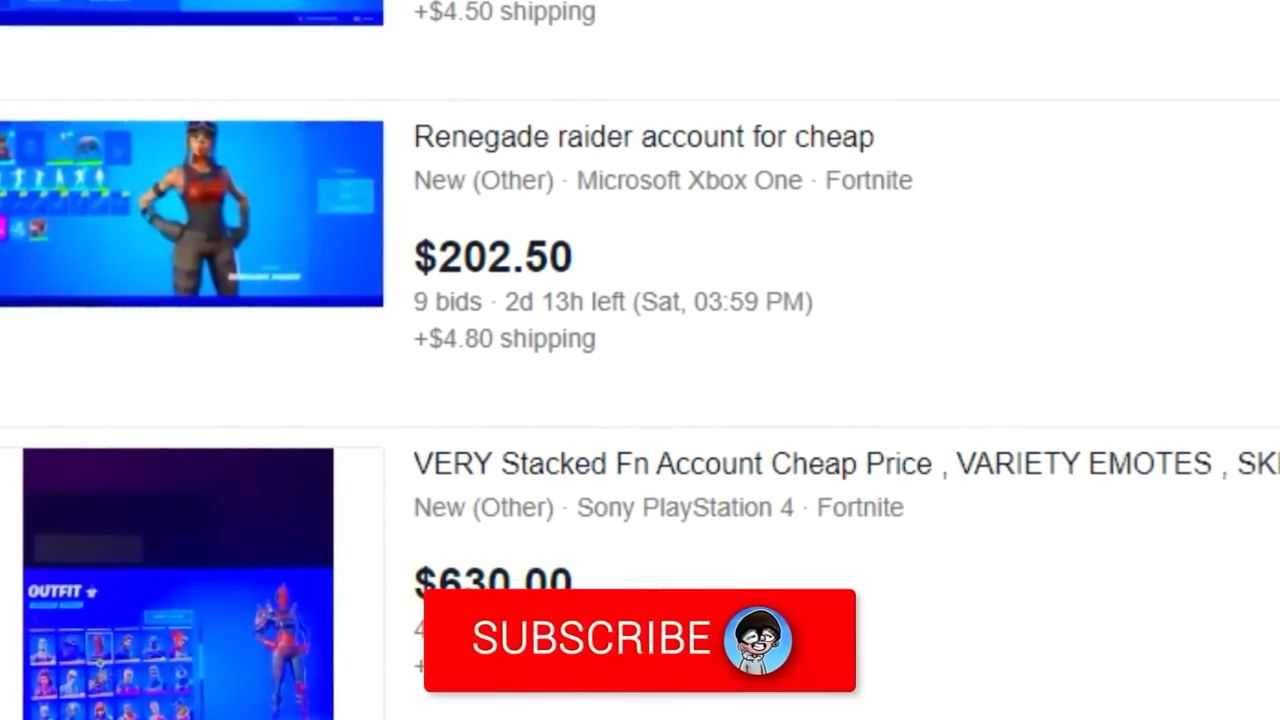 +$4.50 shipping
Renegade raider account for cheap
New (Other) · Microsoft Xbox One · Fortnite
$202.50
9 bids · 2d 13h left (Sat, 03:59 PM)
+$4.80 shipping
VERY Stacked Fn Account Cheap Price , VARIETY EMOTES , SKI
New (Other) · Sony PlayStation 4 · Fortnite
OUTFIT
$630.00
SUBSCRIBE